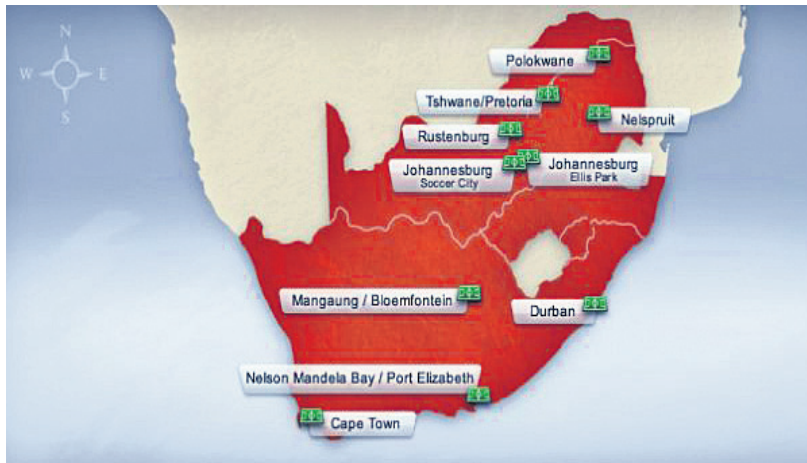 N
W E
S
Polokwane
Tshwane/Pretoria
Nelspruit
Rustenburg
Johannesburg
Soccer City
Johannesburg
Ellis Park
Mangaung / Bloemfontein
Durban
Nelson Mandela Bay / Port Elizabeth
Cape Town